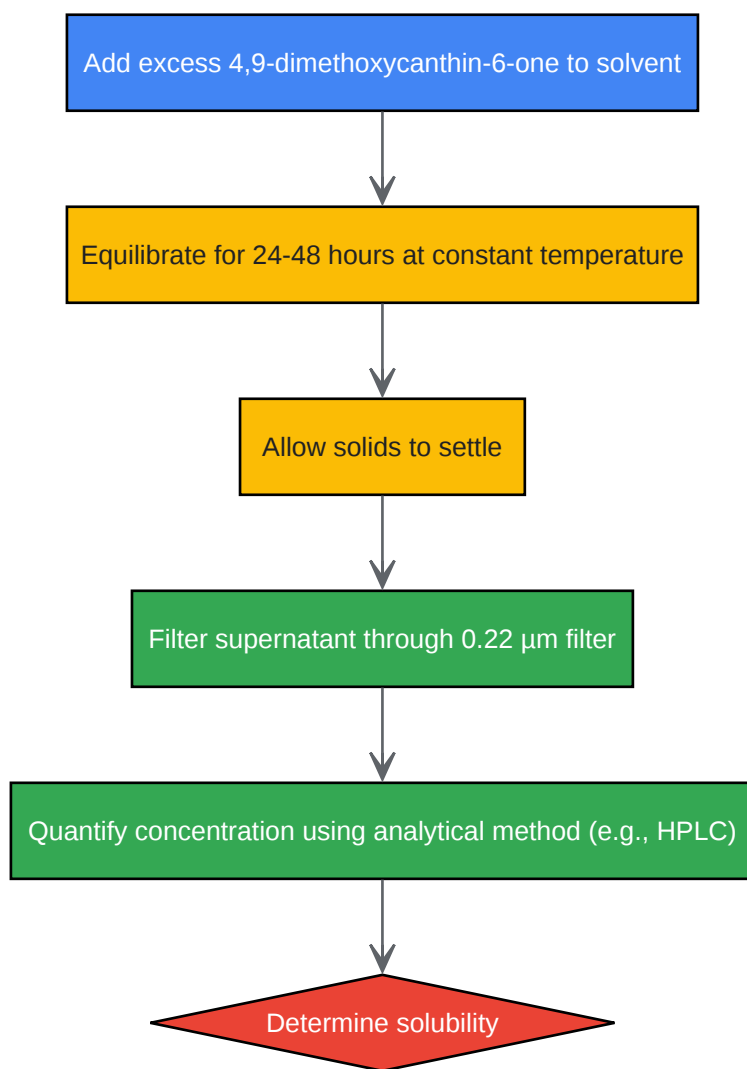 Add excess 4,9-dimethoxycanthin-6-one to solvent
Equilibrate for 24-48 hours at constant temperature
Allow solids to settle
Filter supernatant through 0.22 µm filter
Quantify concentration using analytical method (e.g., HPLC)
Determine solubility